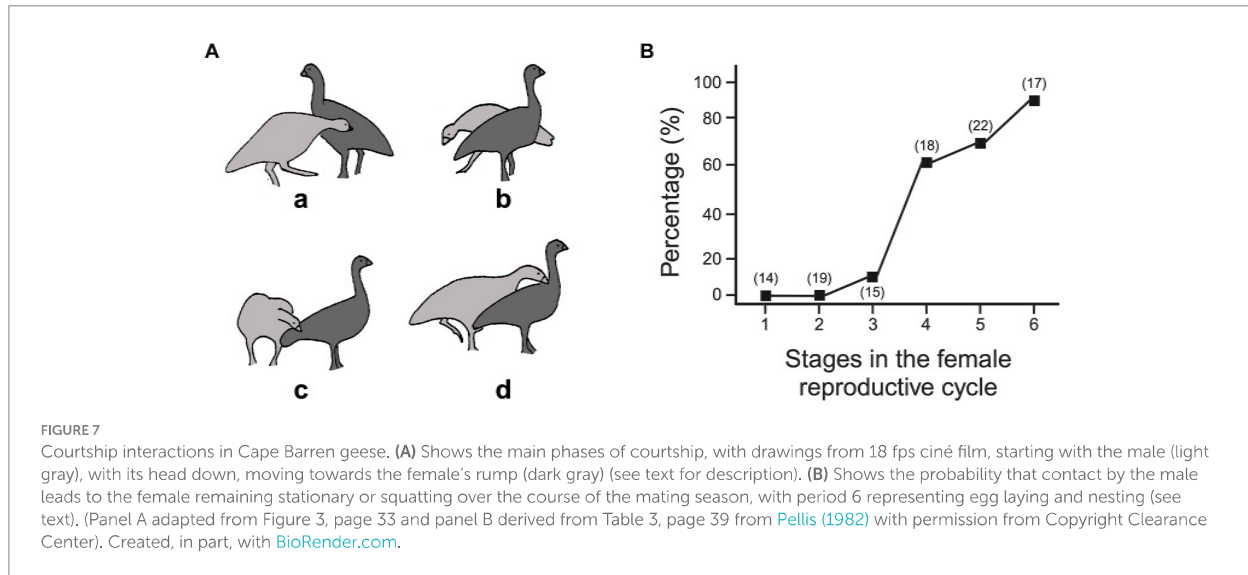 A
a
b
c
d
B
Percentage (%)
100
80
60
40
20
0
(14)
(19)
(15)
(18)
(22)
(17)
1 2 3 4 5 6
Stages in the female
reproductive cycle
FIGURE 7
Courtship interactions in Cape Barren geese. (A) Shows the main phases of courtship, with drawings from 18 fps ciné film, starting with the male (light
gray), with its head down, moving towards the female's rump (dark gray) (see text for description). (B) Shows the probability that contact by the male
leads to the female remaining stationary or squatting over the course of the mating season, with period 6 representing egg laying and nesting (see
text). (Panel A adapted from Figure 3, page 33 and panel B derived from Table 3, page 39 from Pellis (1982) with permission from Copyright Clearance
Center). Created, in part, with BioRender.com.